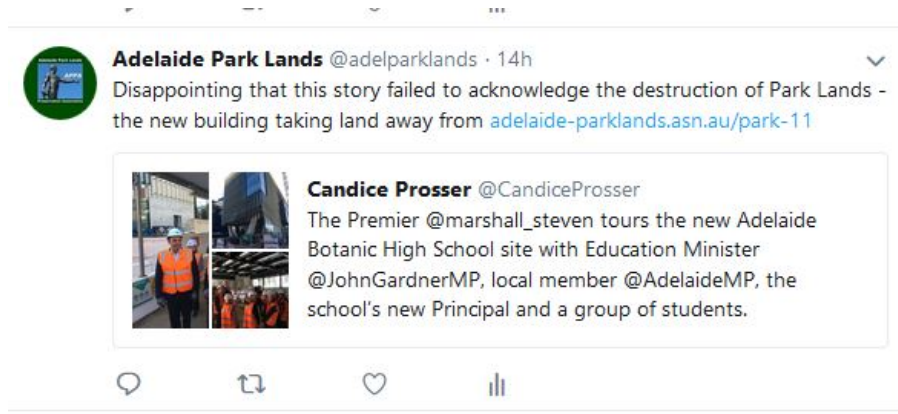 Adelaide Park Lands @adelparklands · 14h
Disappointing that this story failed to acknowledge the destruction of Park Lands -
the new building taking land away from adelaide-parklands.asn.au/park-11
Candice Prosser @CandiceProsser
The Premier @marshall_steven tours the new Adelaide
Botanic High School site with Education Minister
@JohnGardnerMP, local member @AdelaideMP, the
school's new Principal and a group of students.